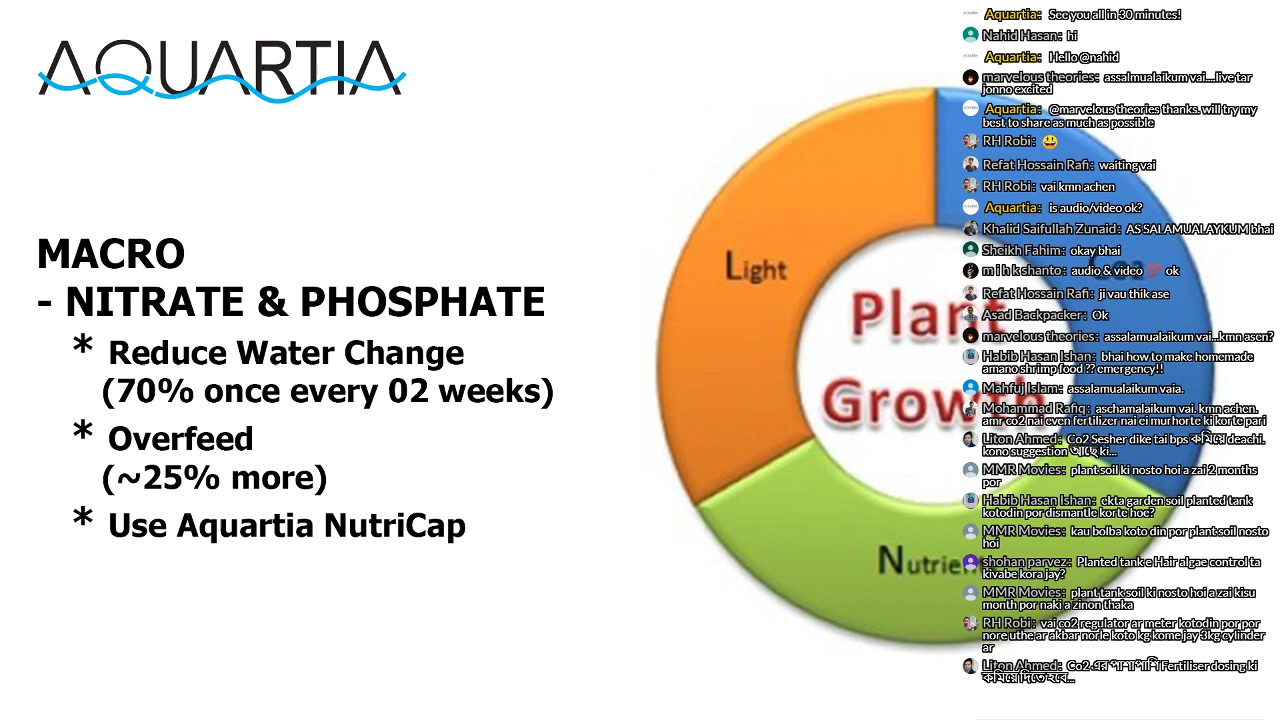 AQUARTIA
MACRO
- NITRATE & PHOSPHATE
* Reduce Water Change
(70% once every 02 weeks)
* Overfeed
(~25% more)
* Use Aquartia NutriCap
Light
Plant
Growth
Nutrien
Aquartia: See you all in 30 minutes!
Nahid Hasan: hi
Aquartia: Hello @nahid
marvelous theories: assalmualaikum vai....live tar
jonno excited
Aquartia: @marvelous theories thanks. will try my
best to share as much as possible
RH Robi: 😃
Refat Hossain Rafi: waiting vai
RH Robi: vai kmn achen
Aquartia: is audio/video ok?
Khalid Saifullah Zunaid: AS SALAMUALAYKUM bhai
Sheikh Fahim: okay bhai
m i h k shanto: audio & video 💯 ok
Refat Hossain Rafi: ji vau thik ase
Asad Backpacker: Ok
marvelous theories: assalamualaikum vai...kmn asen?
Habib Hasan Ishan: bhai how to make homemade
amano shrimp food ?? emergency!!
Mahfuj Islam: assalamualaikum vaia.
Mohammad Rafiq: aschamalaikum vai. kmn achen.
amr co2 nai even fertilizer nai ei murhorte ki korte pari
Liton Ahmed: Co2 Sesher dike tai bps কমিয়ে deachi.
kono suggestion আছে ki...
MMR Movies: plant soil ki nosto hoi a zai 2 months
por
Habib Hasan Ishan: ekta garden soil planted tank
kotodin por dismantle korte hoe?
MMR Movies: kau bolba koto din por plant soil nosto
hoi
shohan parvez: Planted tank e Hair algae control ta
kivabe kora jay?
MMR Movies: plant tank soil ki nosto hoi a zai kisu
month por naki a zinon thaka
RH Robi: vai co2 regulator ar meter kotodin por por
nore uthe ar akbar norle koto kg kome jay 3kg cylinder
ar
Liton Ahmed: Co2 এর পাশাপাশি Fertiliser dosing ki
কমিয়ে দিতে হবে...